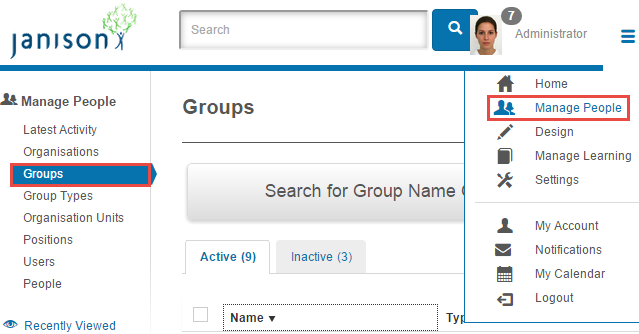 janison
Search
7
Administrator
Manage People
Latest Activity
Organisations
Groups
Group Types
Organisation Units
Positions
Users
People
Recently Viewed
Groups
Search for Group Name
Active (9)
Inactive (3)
Name
Home
Manage People
Design
Manage Learning
Settings
My Account
Notifications
My Calendar
Logout